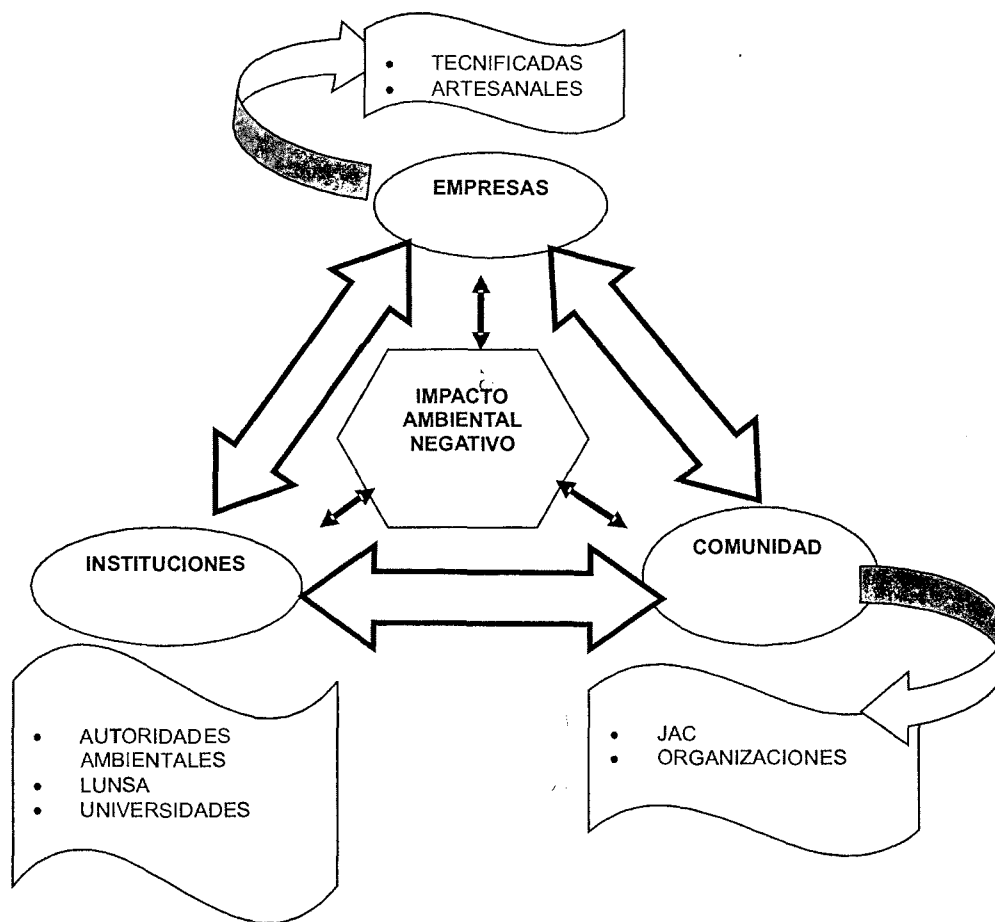 • TECNIFICADAS
• ARTESANALES
EMPRESAS
IMPACTO
AMBIENTAL
NEGATIVO
INSTITUCIONES
COMUNIDAD
• AUTORIDADES
AMBIENTALES
• LUNSA
• UNIVERSIDADES
• JAC
• ORGANIZACIONES